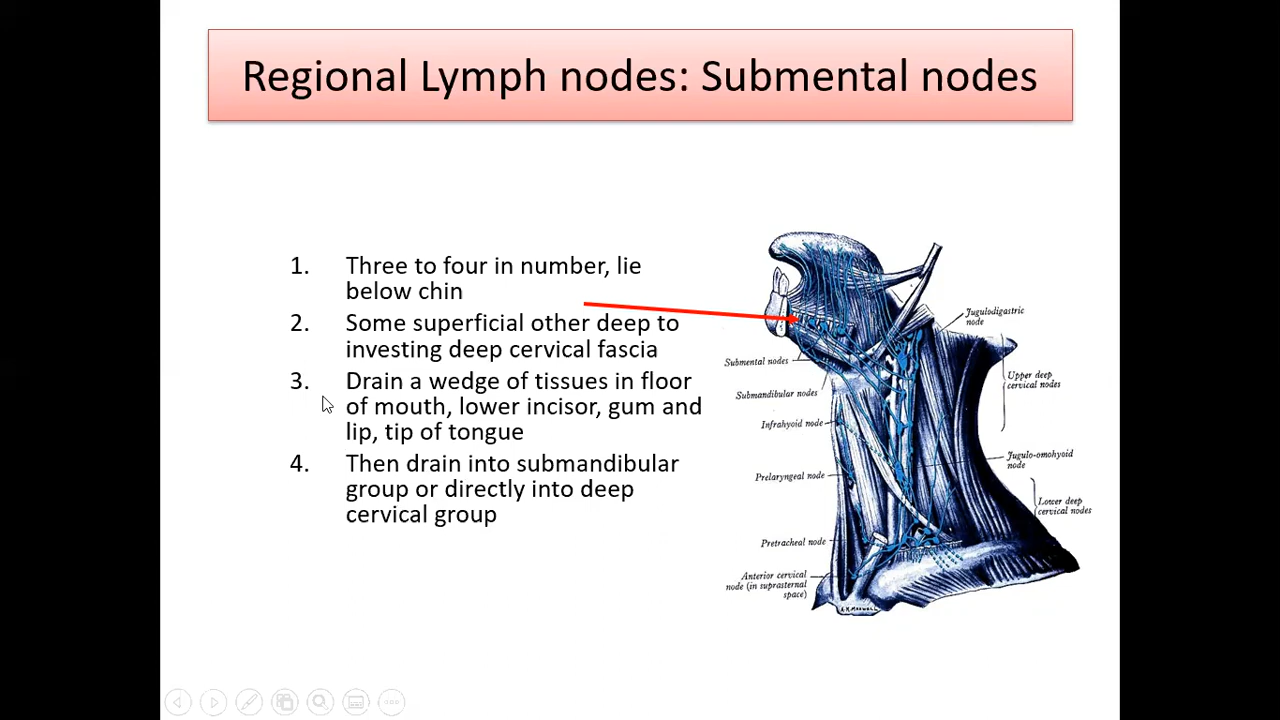 Regional Lymph nodes: Submental nodes
1. Three to four in number, lie
below chin
2. Some superficial other deep to
investing deep cervical fascia
3. Drain a wedge of tissues in floor
of mouth, lower incisor, gum and
lip, tip of tongue
4. Then drain into submandibular
group or directly into deep
cervical group
Jugulodigastric
node
Submental nodes
Upper deep
cervical nodes
Submandibular nodes
Infrahyoid node
Jugulo-omohyoid
node
Prelaryngeal node
Lower deep
cervical nodes
Pretracheal node
Anterior cervical
node (in suprasternal
space)
A.K.MAXWELL